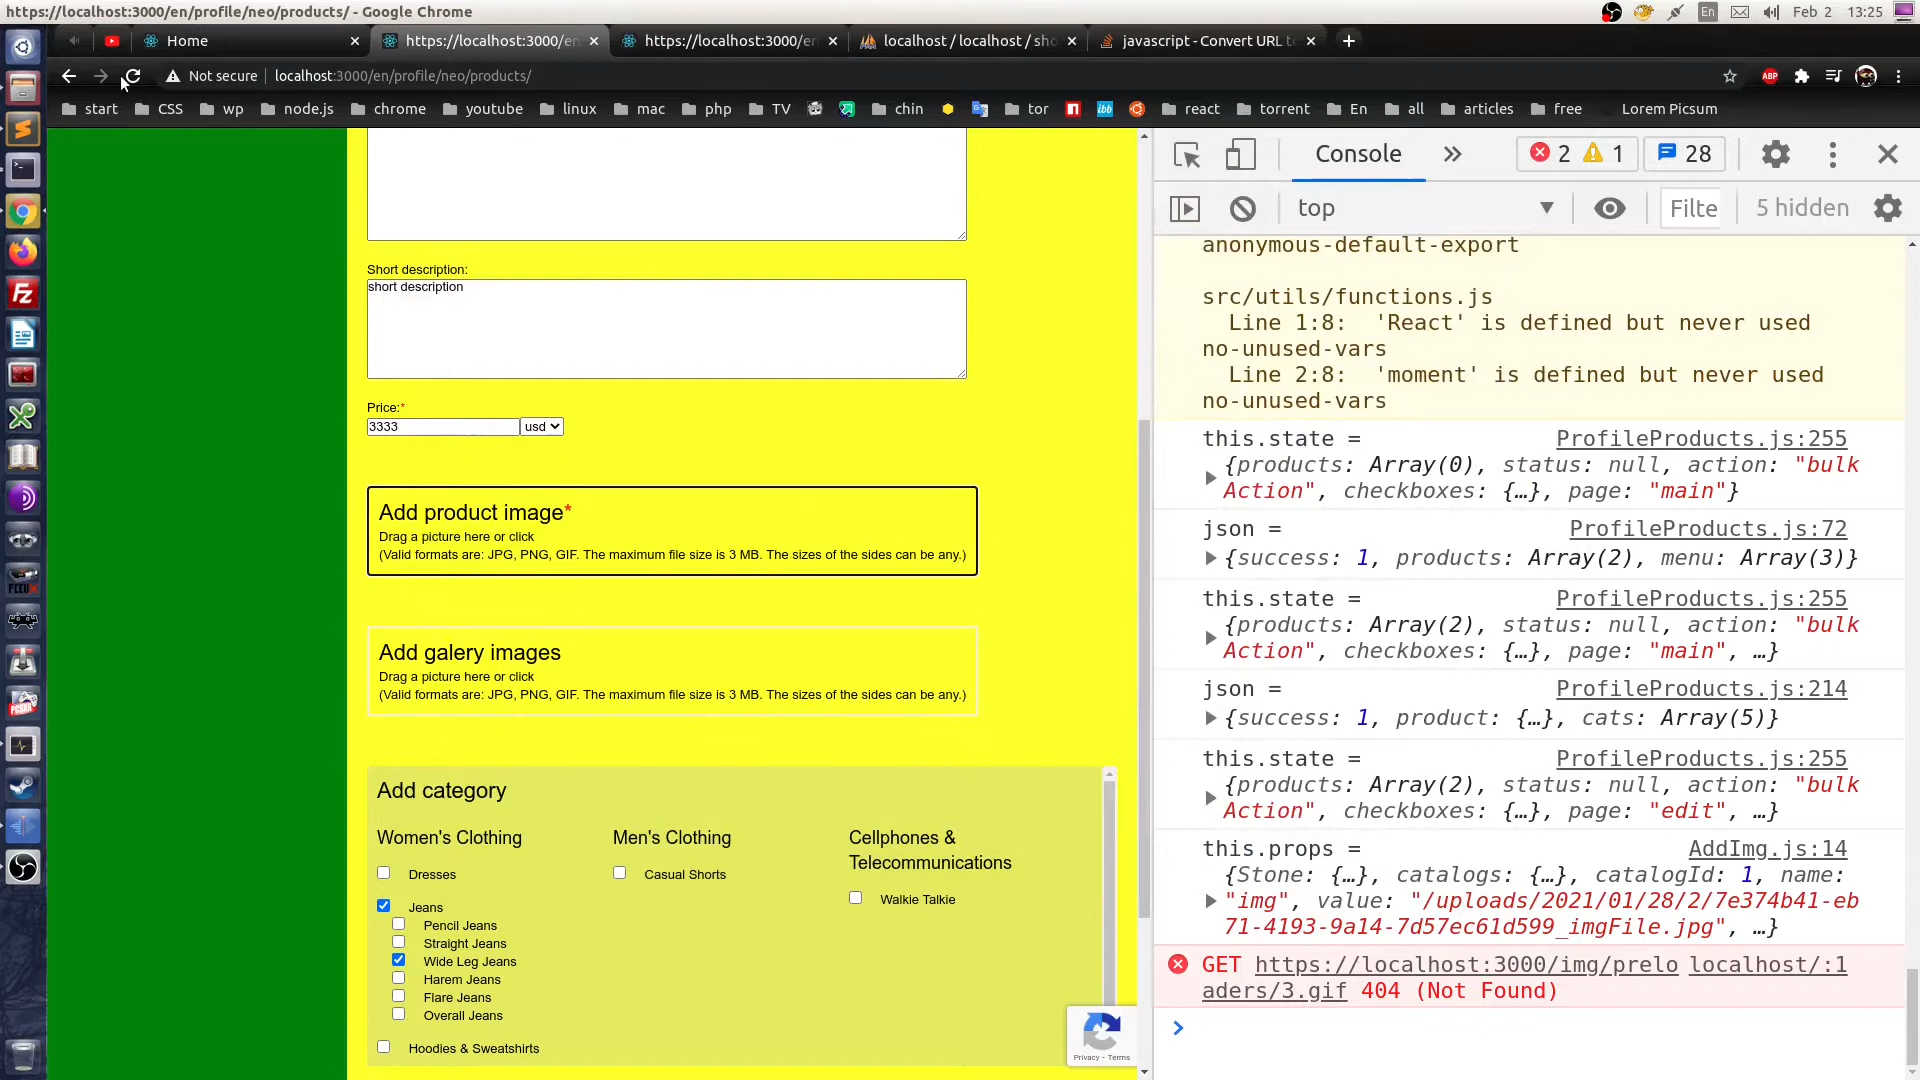 https://localhost:3000/en/profile/neo/products/ - Google Chrome
En
Feb 2 13:25
Home
https://localhost:3000/en
https://localhost:3000/en
localhost / localhost / sho
javascript - Convert URL to
Not secure
localhost:3000/en/profile/neo/products/
ABP
start
CSS
wp
node.js
chrome
youtube
linux
mac
php
TV
chin
tor
ibb
react
torrent
En
all
articles
free
Lorem Picsum
Short description:
short description
Price:*
3333
usd
Add product image*
Drag a picture here or click
(Valid formats are: JPG, PNG, GIF. The maximum file size is 3 MB. The sizes of the sides can be any.)
Add galery images
Drag a picture here or click
(Valid formats are: JPG, PNG, GIF. The maximum file size is 3 MB. The sizes of the sides can be any.)
Add category
Women's Clothing
Dresses
Jeans
Pencil Jeans
Straight Jeans
Wide Leg Jeans
Harem Jeans
Flare Jeans
Overall Jeans
Hoodies & Sweatshirts
Men's Clothing
Casual Shorts
Cellphones &
Telecommunications
Walkie Talkie
Privacy - Terms
Console
2
1
28
top
Filte
5 hidden
anonymous-default-export
src/utils/functions.js
Line 1:8: 'React' is defined but never used
no-unused-vars
Line 2:8: 'moment' is defined but never used
no-unused-vars
this.state = ProfileProducts.js:255
{products: Array(0), status: null, action: "bulk
Action", checkboxes: {…}, page: "main"}
json = ProfileProducts.js:72
{success: 1, products: Array(2), menu: Array(3)}
this.state = ProfileProducts.js:255
{products: Array(2), status: null, action: "bulk
Action", checkboxes: {…}, page: "main", …}
json = ProfileProducts.js:214
{success: 1, product: {…}, cats: Array(5)}
this.state = ProfileProducts.js:255
{products: Array(2), status: null, action: "bulk
Action", checkboxes: {…}, page: "edit", …}
this.props = AddImg.js:14
{Stone: {…}, catalogs: {…}, catalogId: 1, name:
"img", value: "/uploads/2021/01/28/2/7e374b41-eb
71-4193-9a14-7d57ec61d599_imgFile.jpg", …}
GET https://localhost:3000/img/prelo localhost/:1
aders/3.gif 404 (Not Found)